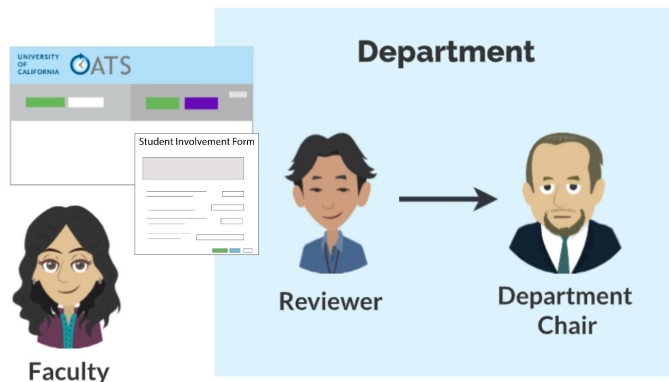 Department
UNIVERSITY
OF
CALIFORNIA
OATS
Student Involvement Form
Reviewer
Department
Chair
Faculty